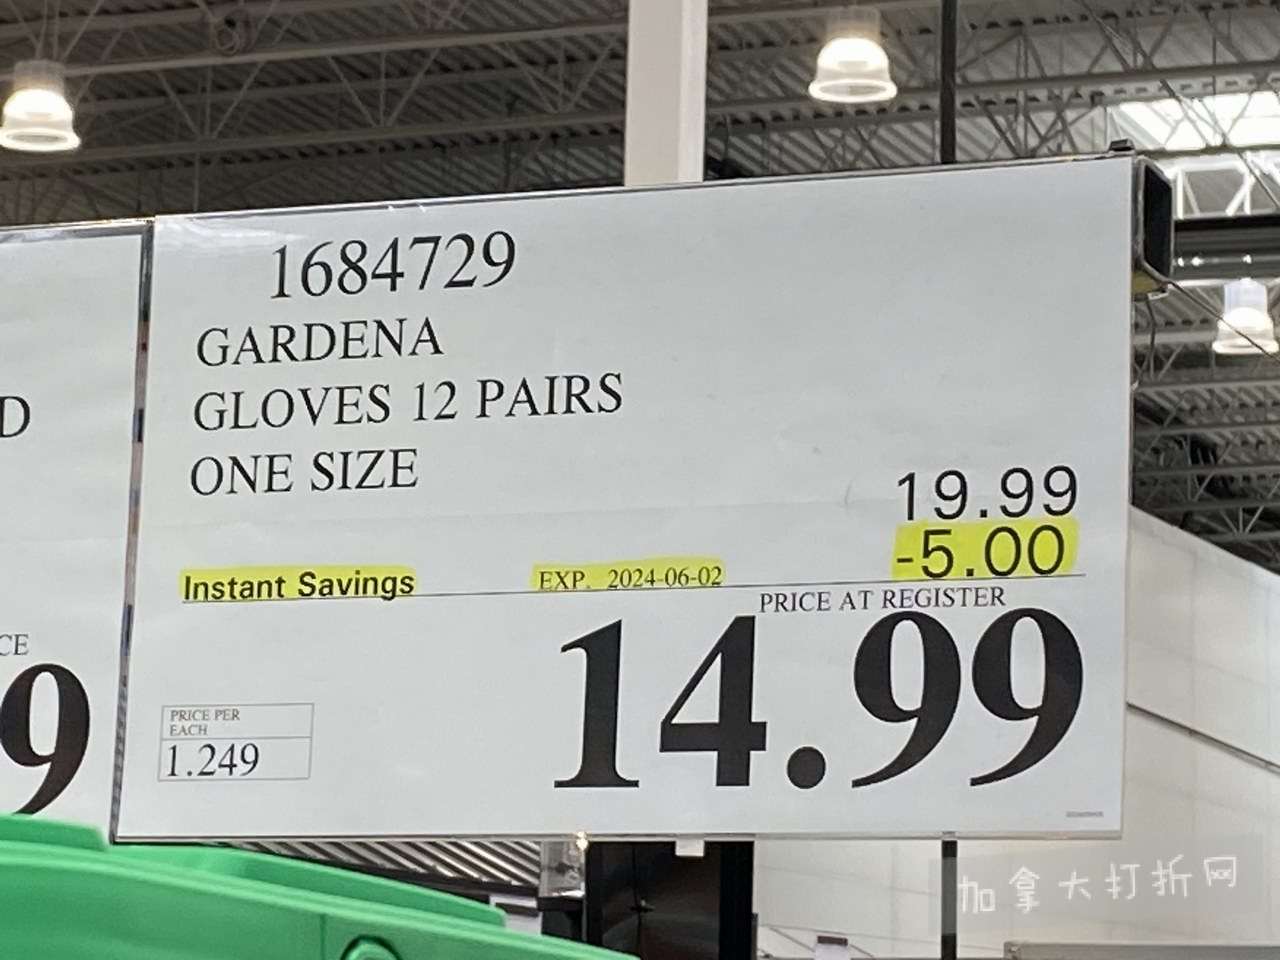 1684729
GARDENA
GLOVES 12 PAIRS
ONE SIZE
19.99
Instant Savings EXP. 2024-06-02 -5.00
PRICE AT REGISTER
14.99
PRICE PER
EACH
1.249
D
CE
9
加拿大打折网